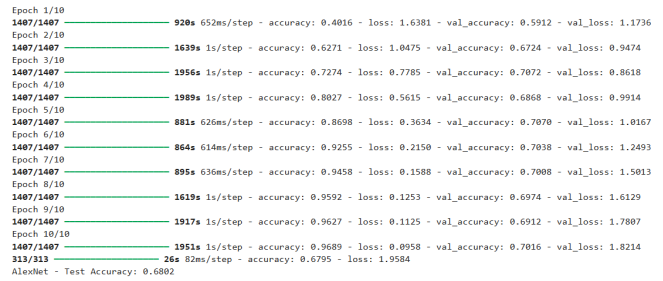 Epoch 1/10
1407/1407 ━━━━━━━━━━━━━━━━━━━━ 920s 652ms/step - accuracy: 0.4016 - loss: 1.6381 - val_accuracy: 0.5912 - val_loss: 1.1736
Epoch 2/10
1407/1407 ━━━━━━━━━━━━━━━━━━━━ 1639s 1s/step - accuracy: 0.6271 - loss: 1.0475 - val_accuracy: 0.6724 - val_loss: 0.9474
Epoch 3/10
1407/1407 ━━━━━━━━━━━━━━━━━━━━ 1956s 1s/step - accuracy: 0.7274 - loss: 0.7785 - val_accuracy: 0.7072 - val_loss: 0.8618
Epoch 4/10
1407/1407 ━━━━━━━━━━━━━━━━━━━━ 1989s 1s/step - accuracy: 0.8027 - loss: 0.5615 - val_accuracy: 0.6868 - val_loss: 0.9914
Epoch 5/10
1407/1407 ━━━━━━━━━━━━━━━━━━━━ 881s 626ms/step - accuracy: 0.8698 - loss: 0.3634 - val_accuracy: 0.7070 - val_loss: 1.0167
Epoch 6/10
1407/1407 ━━━━━━━━━━━━━━━━━━━━ 864s 614ms/step - accuracy: 0.9255 - loss: 0.2150 - val_accuracy: 0.7038 - val_loss: 1.2493
Epoch 7/10
1407/1407 ━━━━━━━━━━━━━━━━━━━━ 895s 636ms/step - accuracy: 0.9458 - loss: 0.1588 - val_accuracy: 0.7008 - val_loss: 1.5013
Epoch 8/10
1407/1407 ━━━━━━━━━━━━━━━━━━━━ 1619s 1s/step - accuracy: 0.9592 - loss: 0.1253 - val_accuracy: 0.6974 - val_loss: 1.6129
Epoch 9/10
1407/1407 ━━━━━━━━━━━━━━━━━━━━ 1917s 1s/step - accuracy: 0.9627 - loss: 0.1125 - val_accuracy: 0.6912 - val_loss: 1.7807
Epoch 10/10
1407/1407 ━━━━━━━━━━━━━━━━━━━━ 1951s 1s/step - accuracy: 0.9689 - loss: 0.0958 - val_accuracy: 0.7016 - val_loss: 1.8214
313/313 ━━━━━━━━━━━━━━━━━━━━ 26s 82ms/step - accuracy: 0.6795 - loss: 1.9584
AlexNet - Test Accuracy: 0.6802